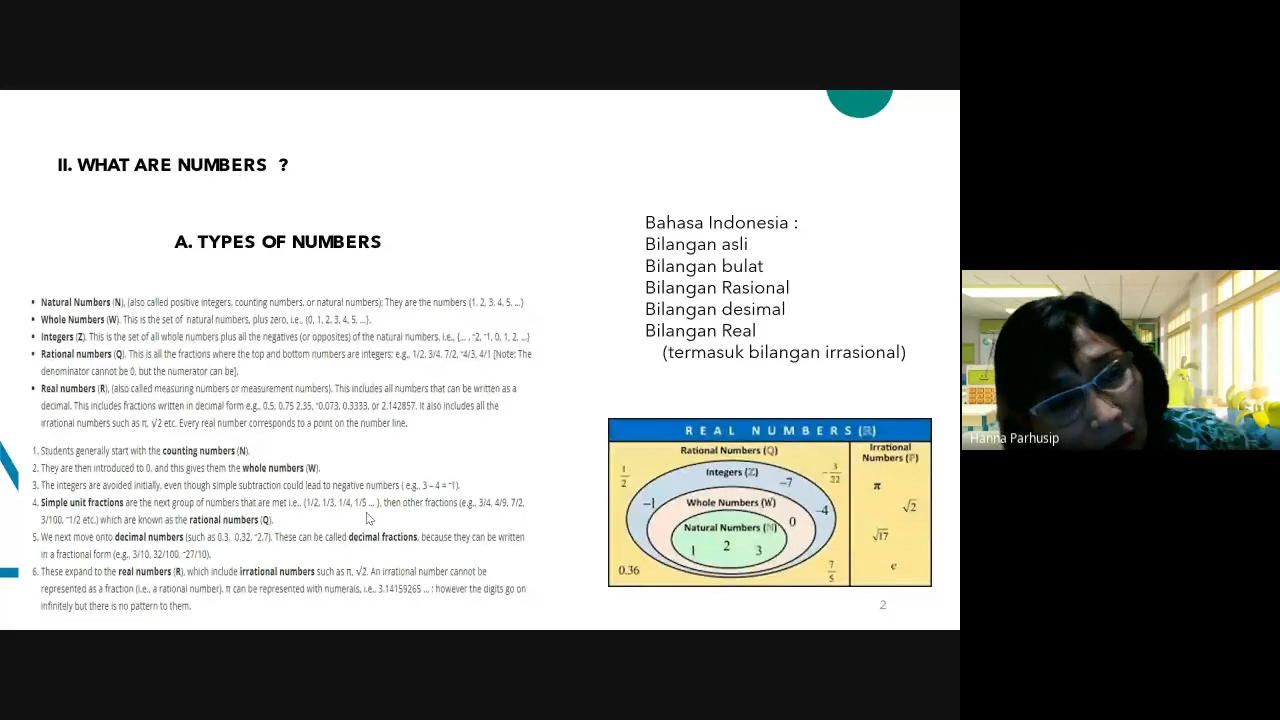 II. WHAT ARE NUMBERS ?
A. TYPES OF NUMBERS
▪ Natural Numbers (N), (also called positive integers, counting numbers, or natural numbers); They are the numbers {1, 2, 3, 4, 5, …}
▪ Whole Numbers (W). This is the set of natural numbers, plus zero, i.e., {0, 1, 2, 3, 4, 5, …}.
▪ Integers (Z). This is the set of all whole numbers plus all the negatives (or opposites) of the natural numbers, i.e., {… , ⁻2, ⁻1, 0, 1, 2, …}
▪ Rational numbers (Q). This is all the fractions where the top and bottom numbers are integers; e.g., 1/2, 3/4, 7/2, ⁻4/3, 4/1 [Note: The
denominator cannot be 0, but the numerator can be].
▪ Real numbers (R), (also called measuring numbers or measurement numbers). This includes all numbers that can be written as a
decimal. This includes fractions written in decimal form e.g., 0.5, 0.75 2.35, ⁻0.073, 0.3333, or 2.142857. It also includes all the
irrational numbers such as π, √2 etc. Every real number corresponds to a point on the number line.
1. Students generally start with the counting numbers (N).
2. They are then introduced to 0, and this gives them the whole numbers (W).
3. The integers are avoided initially, even though simple subtraction could lead to negative numbers ( e.g., 3 – 4 = ⁻1).
4. Simple unit fractions are the next group of numbers that are met i.e., (1/2, 1/3, 1/4, 1/5 … ), then other fractions (e.g., 3/4, 4/9, 7/2,
3/100, ⁻1/2 etc.) which are known as the rational numbers (Q).
5. We next move onto decimal numbers (such as 0.3, 0.32, ⁻2.7). These can be called decimal fractions, because they can be written
in a fractional form (e.g., 3/10, 32/100, ⁻27/10).
6. These expand to the real numbers (R), which include irrational numbers such as π, √2. An irrational number cannot be
represented as a fraction (i.e., a rational number). π can be represented with numerals, i.e., 3.14159265 … ; however the digits go on
infinitely but there is no pattern to them.
Bahasa Indonesia :
Bilangan asli
Bilangan bulat
Bilangan Rasional
Bilangan desimal
Bilangan Real
(termasuk bilangan irrasional)
REAL NUMBERS (ℝ)
Rational Numbers (ℚ)
Integers (ℤ)
Whole Numbers (𝕎)
Natural Numbers (ℕ)
1 2 3
0
-1 -7 -4
1/2
0.36
7/5
Irrational
Numbers (ℙ)
π
√2
√17
e
2
Hanna Parhusip